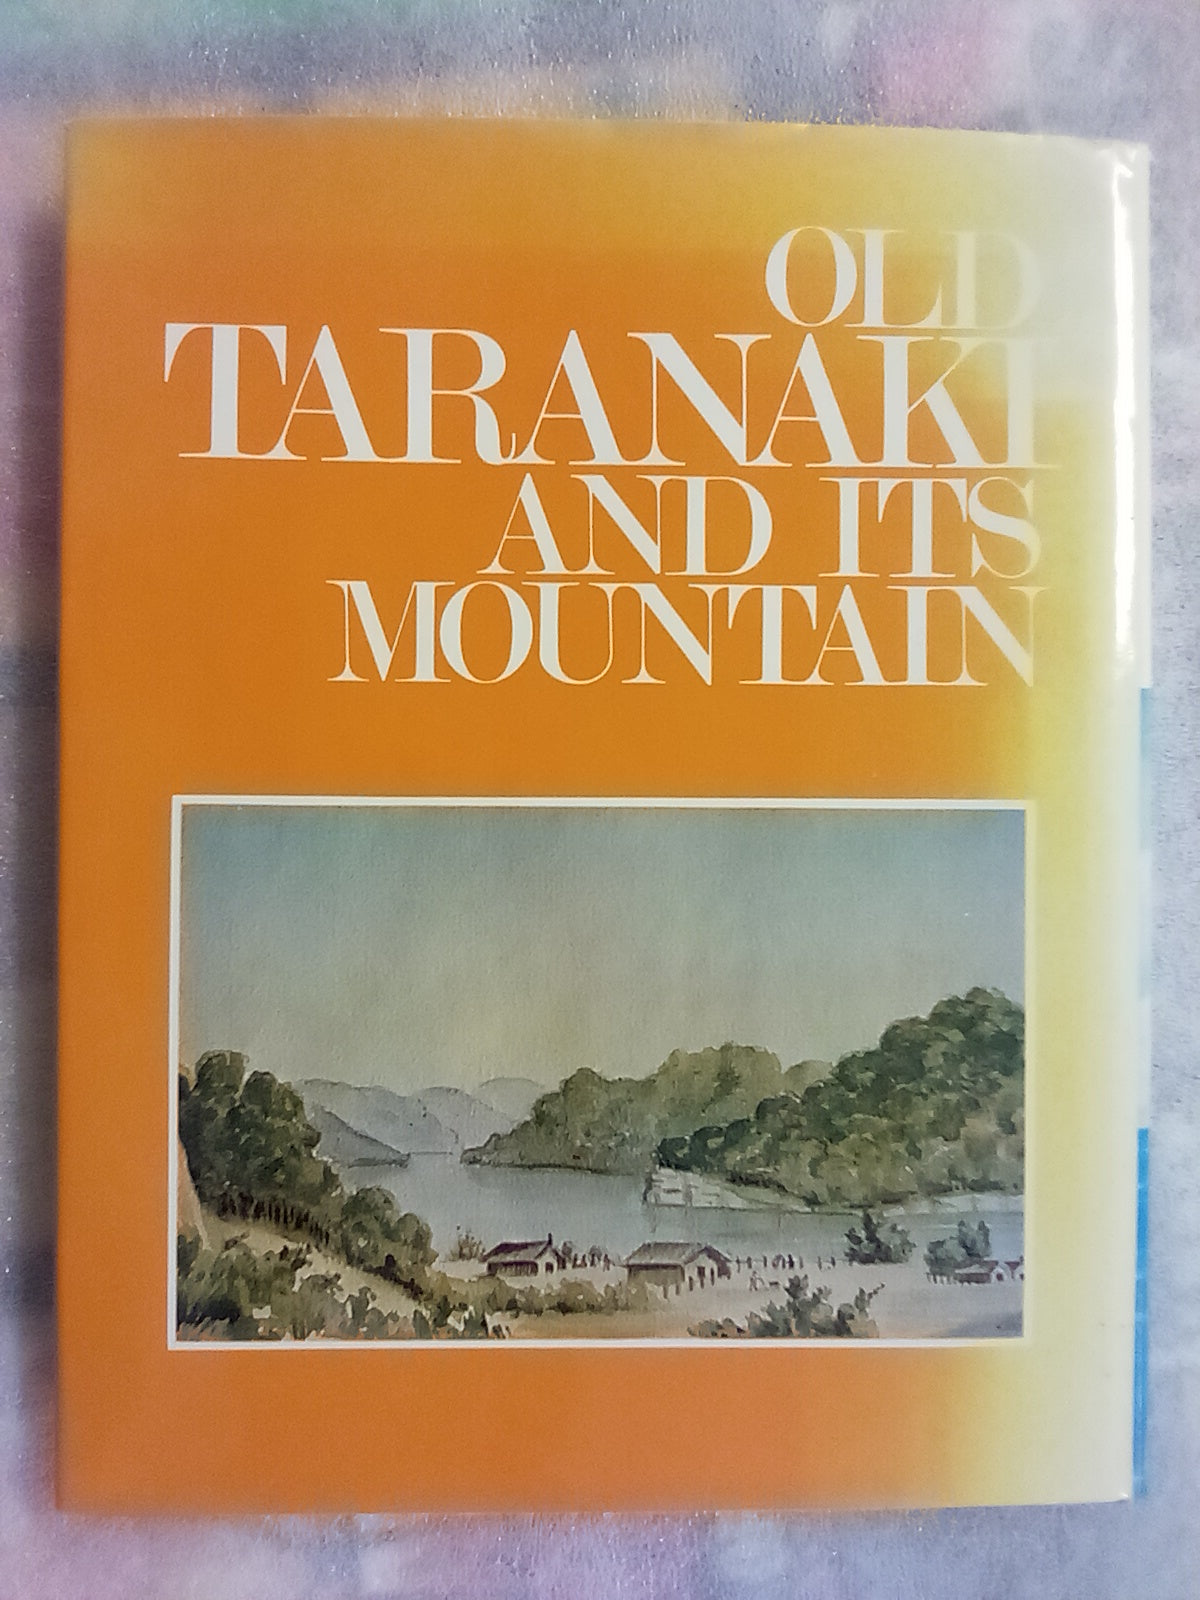 OLD
TARANAKI
AND ITS
MOUNTAIN